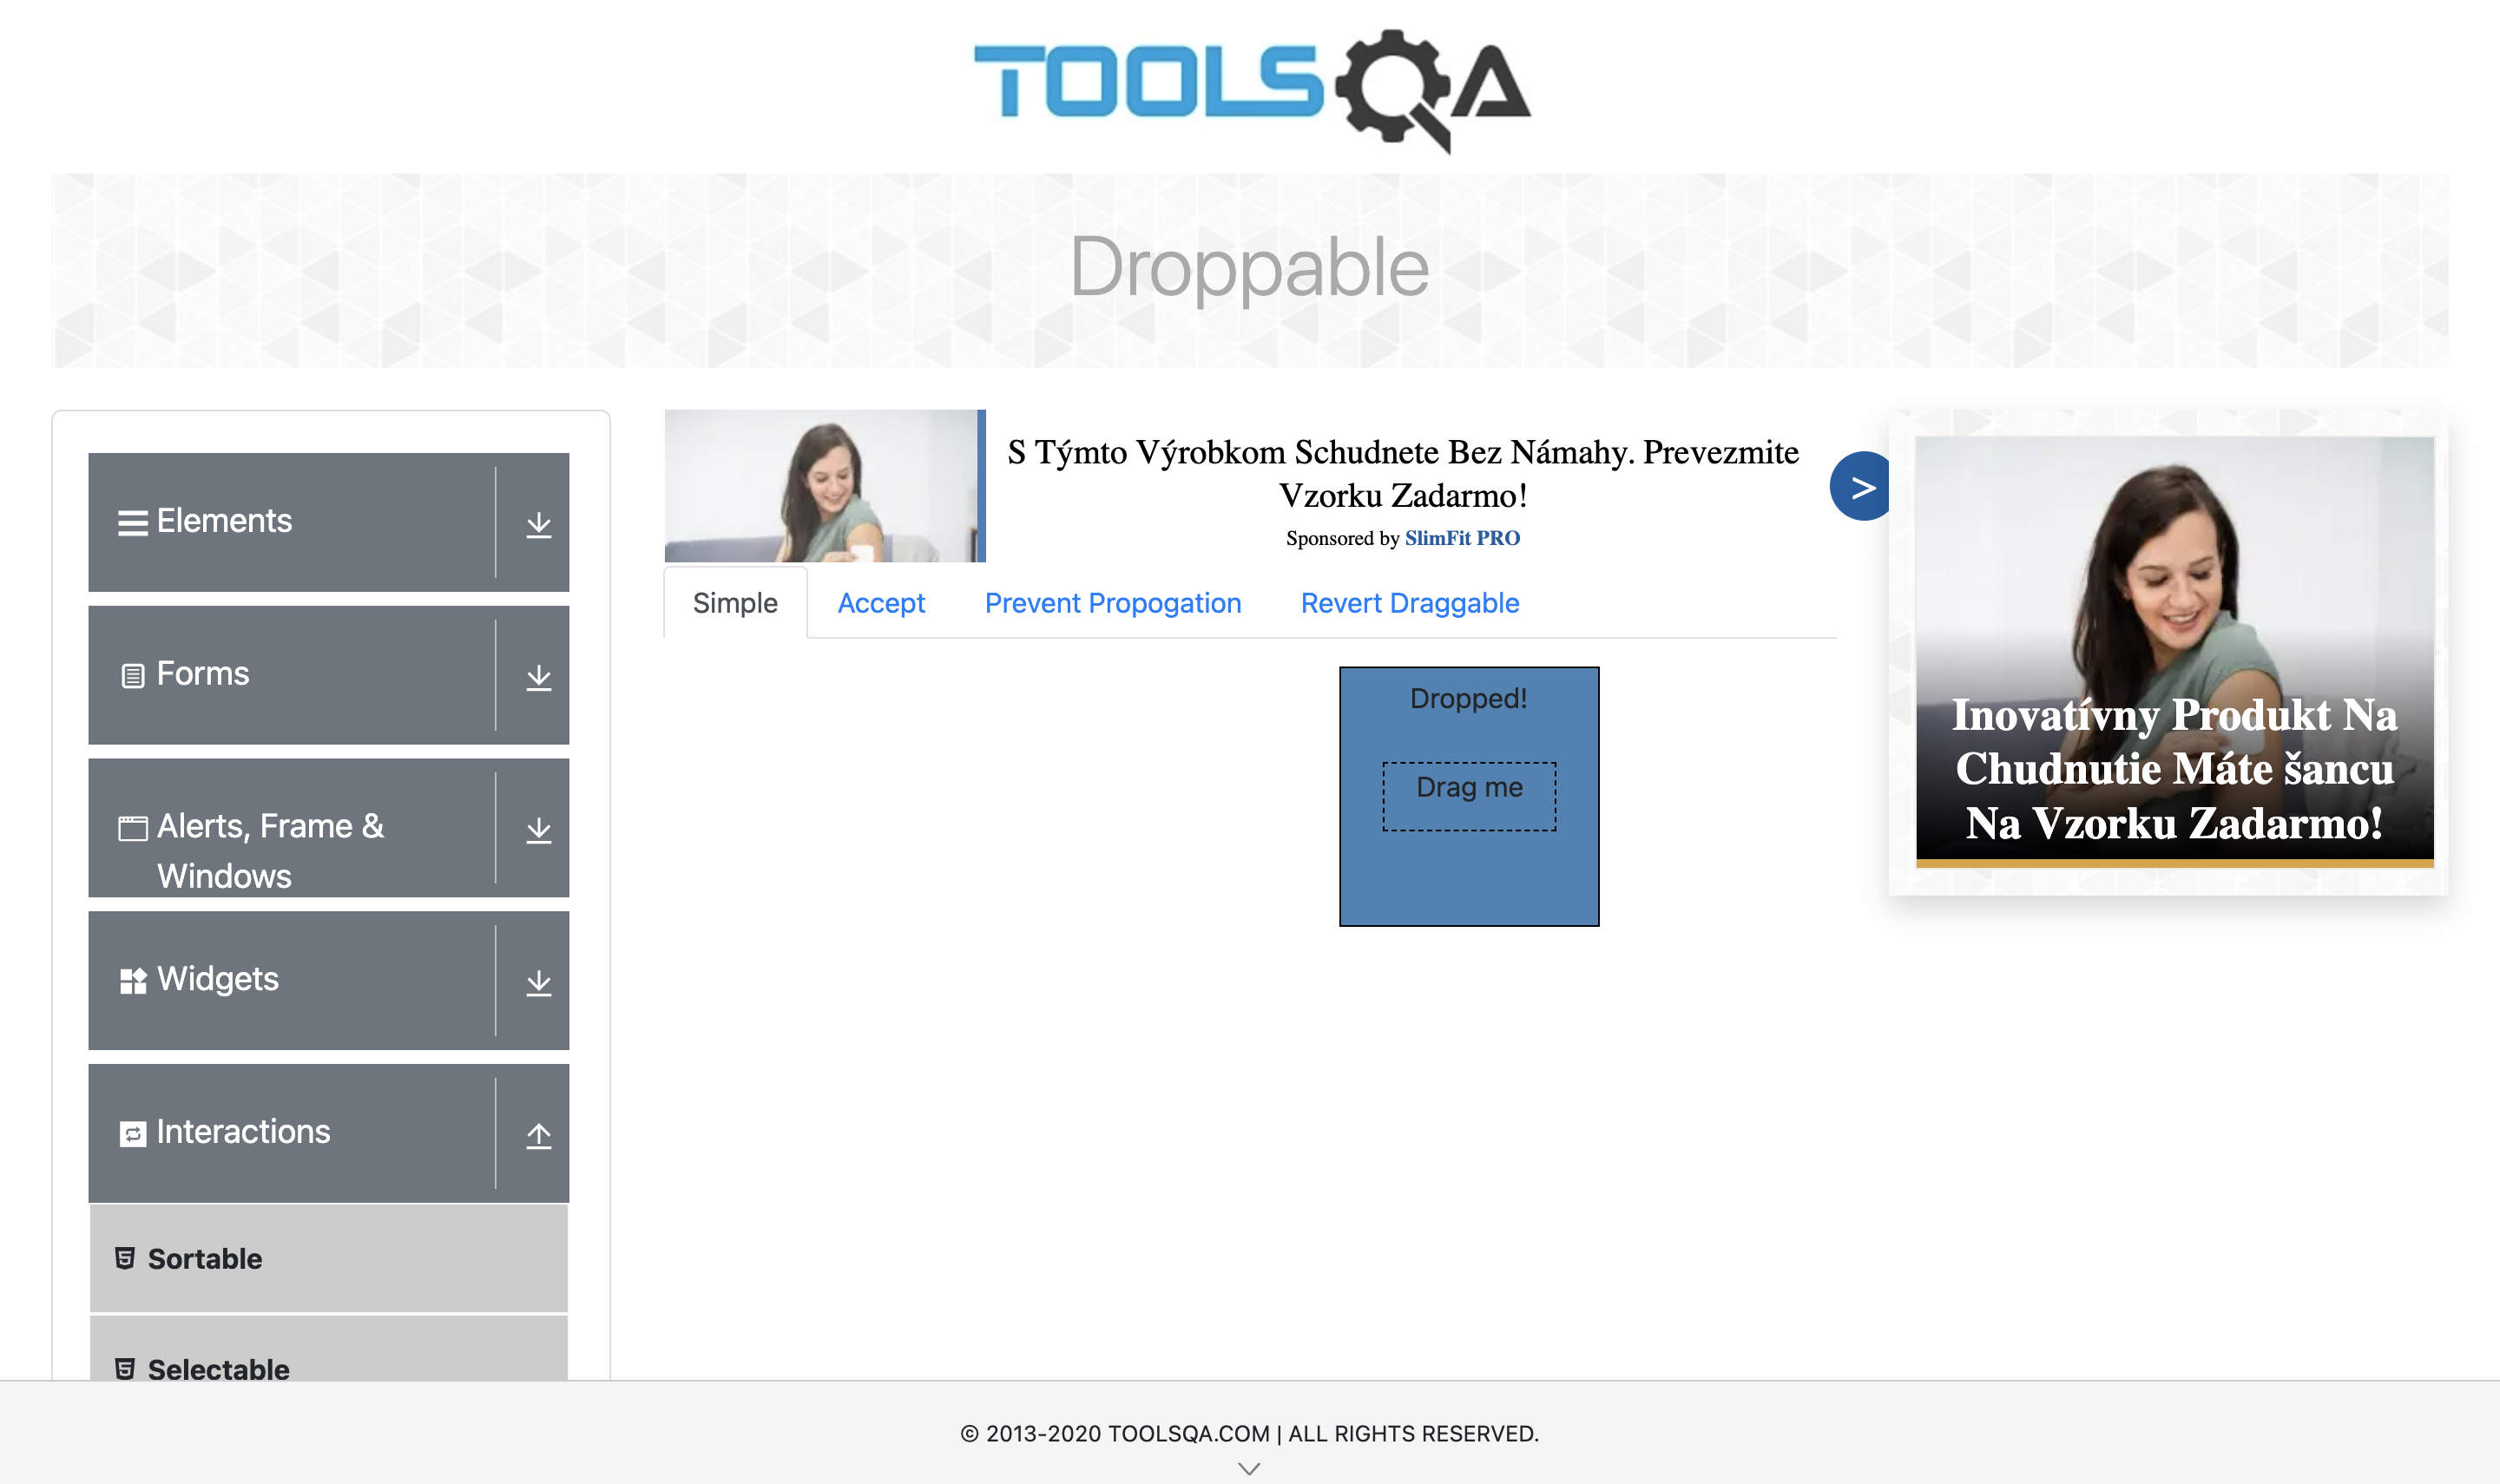 TOOLSQA
Droppable
Elements
Forms
Alerts, Frame &
Windows
Widgets
Interactions
Sortable
Selectable
S Týmto Výrobkom Schudnete Bez Námahy. Prevezmite
Vzorku Zadarmo!
Sponsored by SlimFit PRO
>
Simple Accept Prevent Propogation Revert Draggable
Dropped!
Drag me
Inovatívny Produkt Na
Chudnutie Máte šancu
Na Vzorku Zadarmo!
© 2013-2020 TOOLSQA.COM | ALL RIGHTS RESERVED.